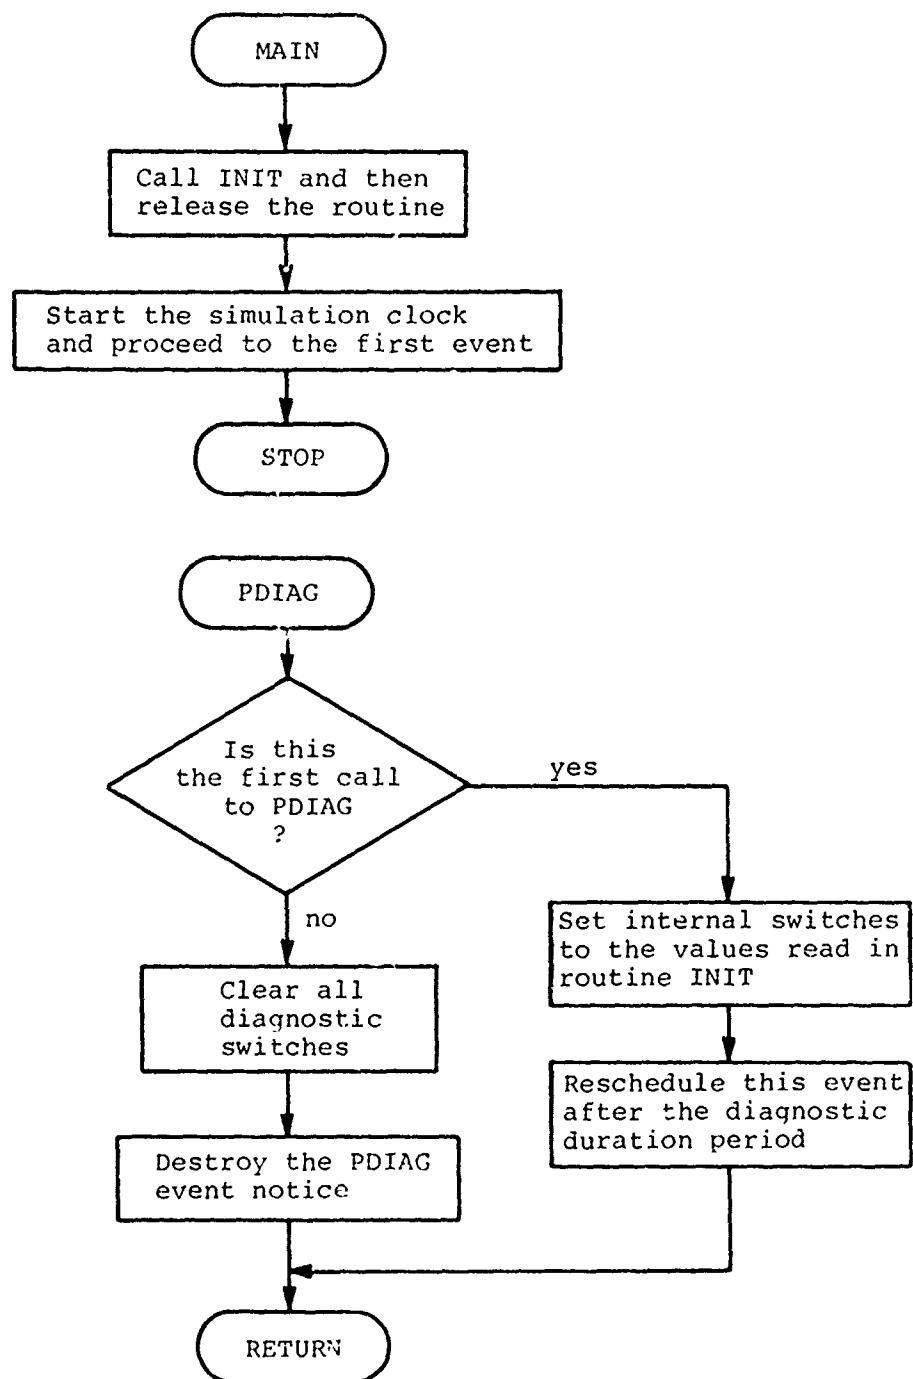 MAIN
Call INIT and then
release the routine
Start the simulation clock
and proceed to the first event
STOP
PDIAG
Is this
the first call
to PDIAG
?
yes
no
Set internal switches
to the values read in
routine INIT
Clear all
diagnostic
switches
Reschedule this event
after the diagnostic
duration period
Destroy the PDIAG
event notice
RETURN